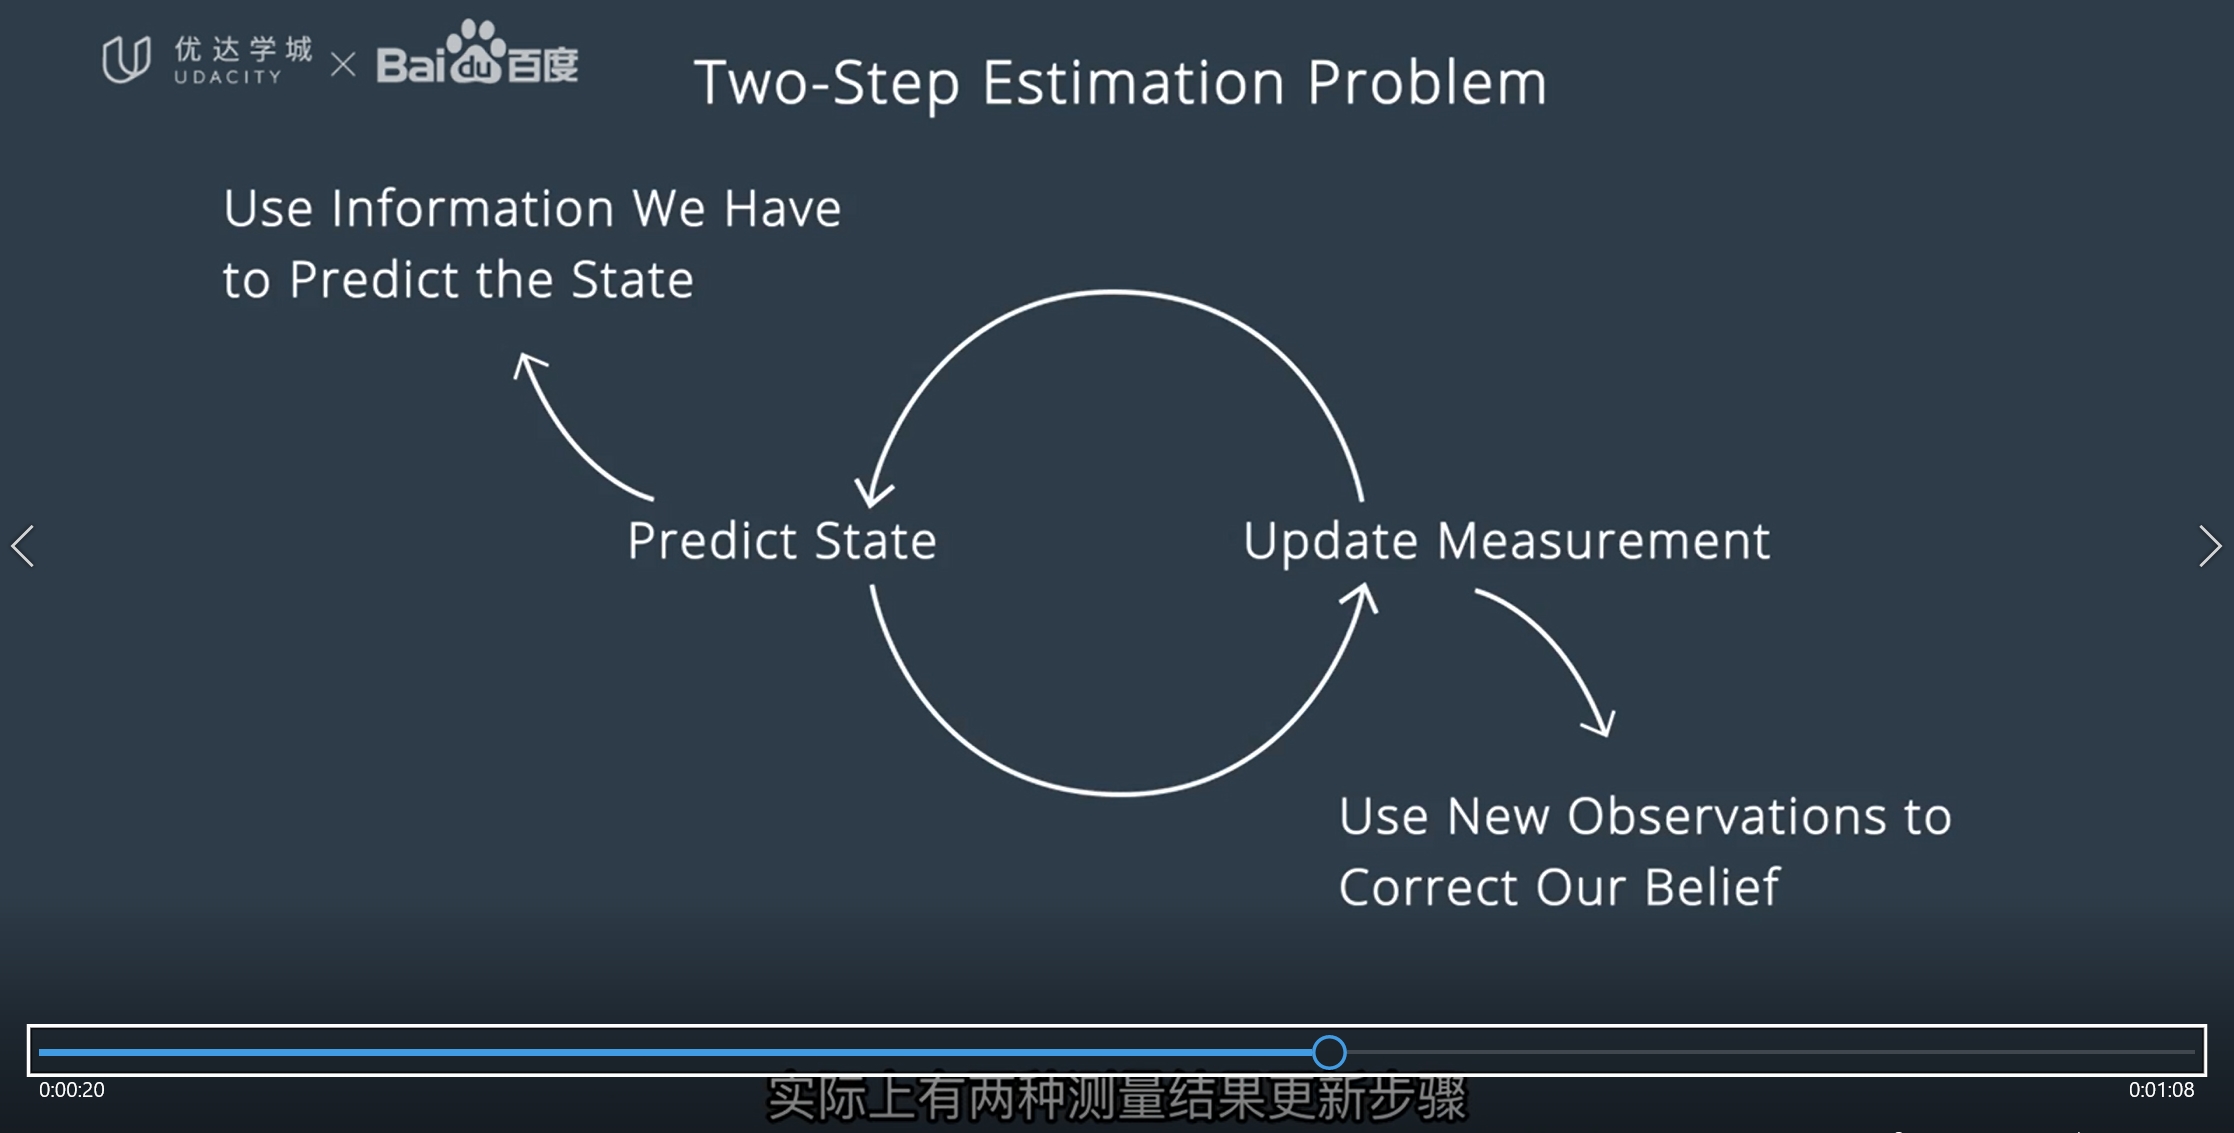 优达学城
UDACITY
×
Baidu百度
Two-Step Estimation Problem
Use Information We Have
to Predict the State
Predict State
Update Measurement
Use New Observations to
Correct Our Belief
0:00:20
0:01:08
实际上有两种测量结果更新步骤